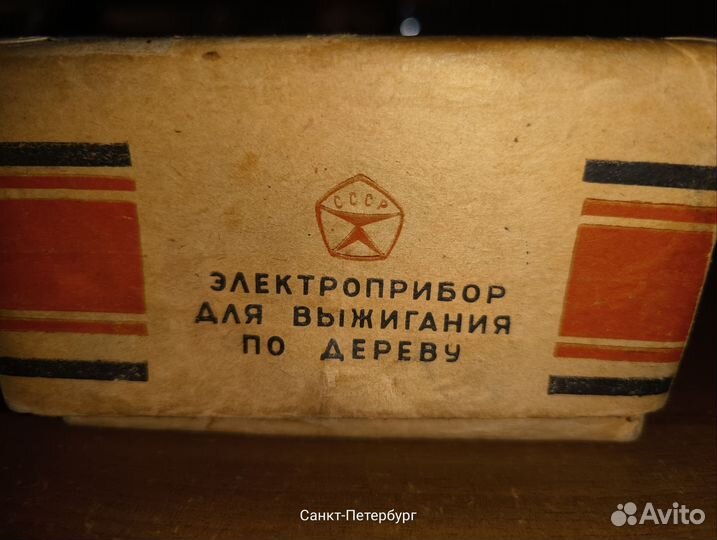 СССР
ЭЛЕКТРОПРИБОР
ДЛЯ ВЫЖИГАНИЯ
ПО ДЕРЕВУ
Санкт-Петербург
Avito